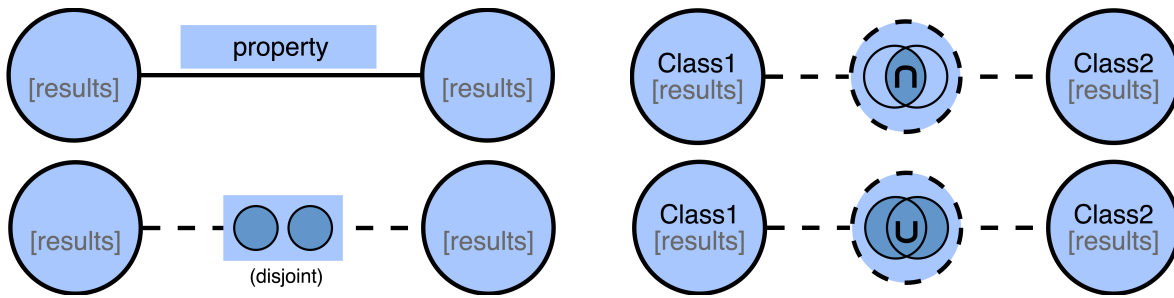 property
[results]
[results]
Class1
[results]
∩
Class2
[results]
[results]
[results]
(disjoint)
Class1
[results]
∪
Class2
[results]